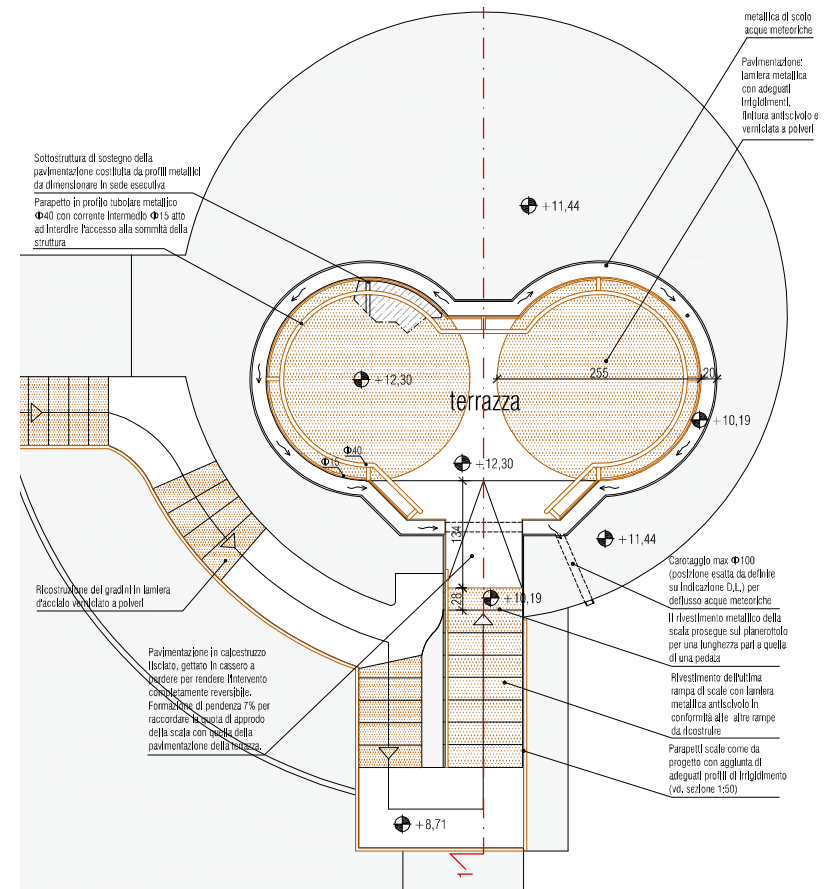 metallica di scolo
acque meteoriche
Pavimentazione:
lamiera metallica
con adeguati
irrigidimenti,
finitura antiscivolo e
verniciata a polveri
Sottostruttura di sostegno della
pavimentazione costituita da profili metallici
da dimensionare in sede esecutiva
Parapetto in profilo tubolare metallico
Φ40 con corrente intermedio Φ15 atto
ad interdire l'accesso alla sommità della
struttura
+11,44
255
20
+12,30
terrazza
+10,19
Φ40
Φ15
+12,30
134
+11,44
28
+10,19
Carotaggio max Φ100
(posizione esatta da definire
su indicazione D.L.) per
deflusso acque meteoriche
Il rivestimento metallico della
scala prosegue sul pianerottolo
per una lunghezza pari a quella
di una pedata
Rivestimento dell'ultima
rampa di scale con lamiera
metallica antiscivolo in
conformità alle altre rampe
da ricostruire
Parapetti scale come da
progetto con aggiunta di
adeguati profili di irrigidimento
(vd. sezione 1:50)
Ricostruzione dei gradini in lamiera
d'acciaio verniciato a polveri
Pavimentazione in calcestruzzo
lisciato, gettato in cassero a
perdere per rendere l'intervento
completamente reversibile.
Formazione di pendenza 7% per
raccordare la quota di approdo
della scala con quella della
pavimentazione della terrazza.
+8,71